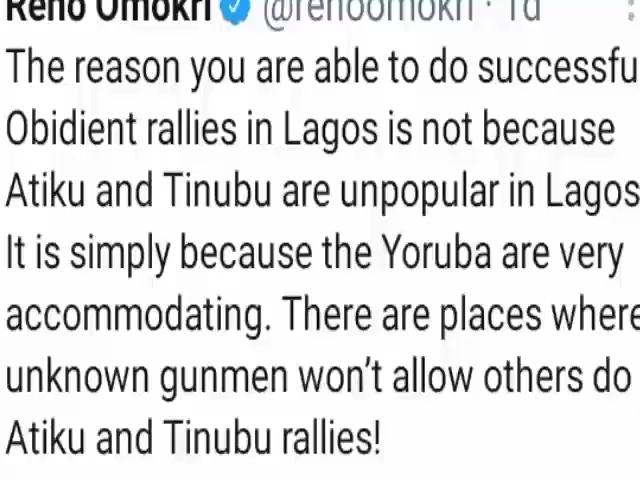 Reno Omokri @renoomokri · 1d
The reason you are able to do successfu
Obidient rallies in Lagos is not because
Atiku and Tinubu are unpopular in Lagos
It is simply because the Yoruba are very
accommodating. There are places where
unknown gunmen won’t allow others do
Atiku and Tinubu rallies!